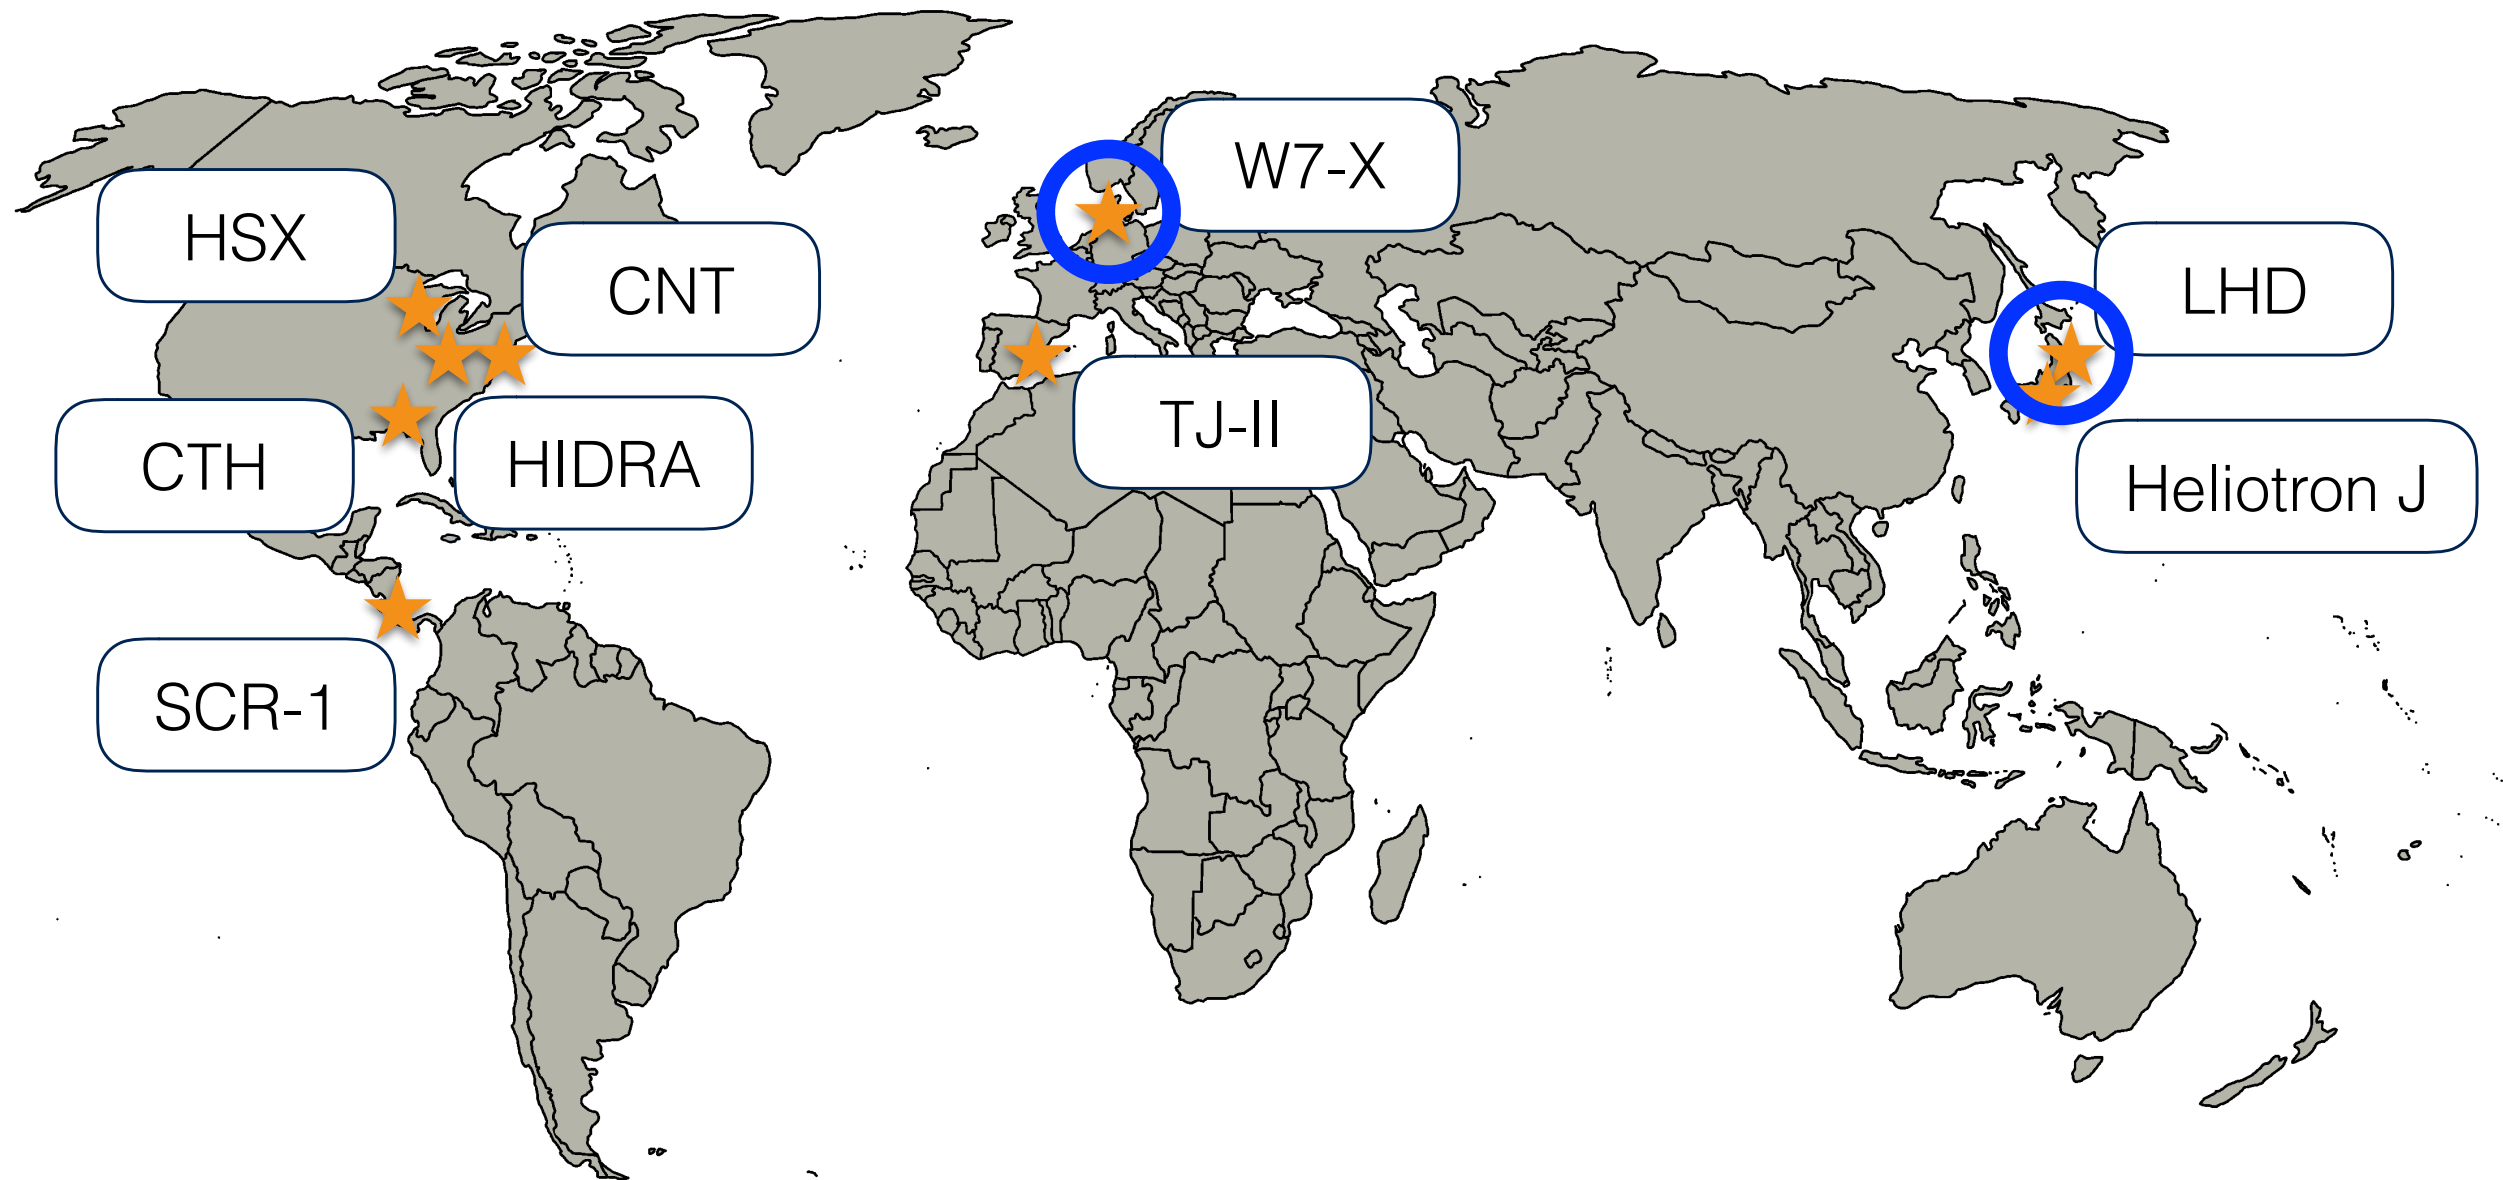 W7-X
HSX
CNT
LHD
TJ-II
CTH
HIDRA
Heliotron J
SCR-1